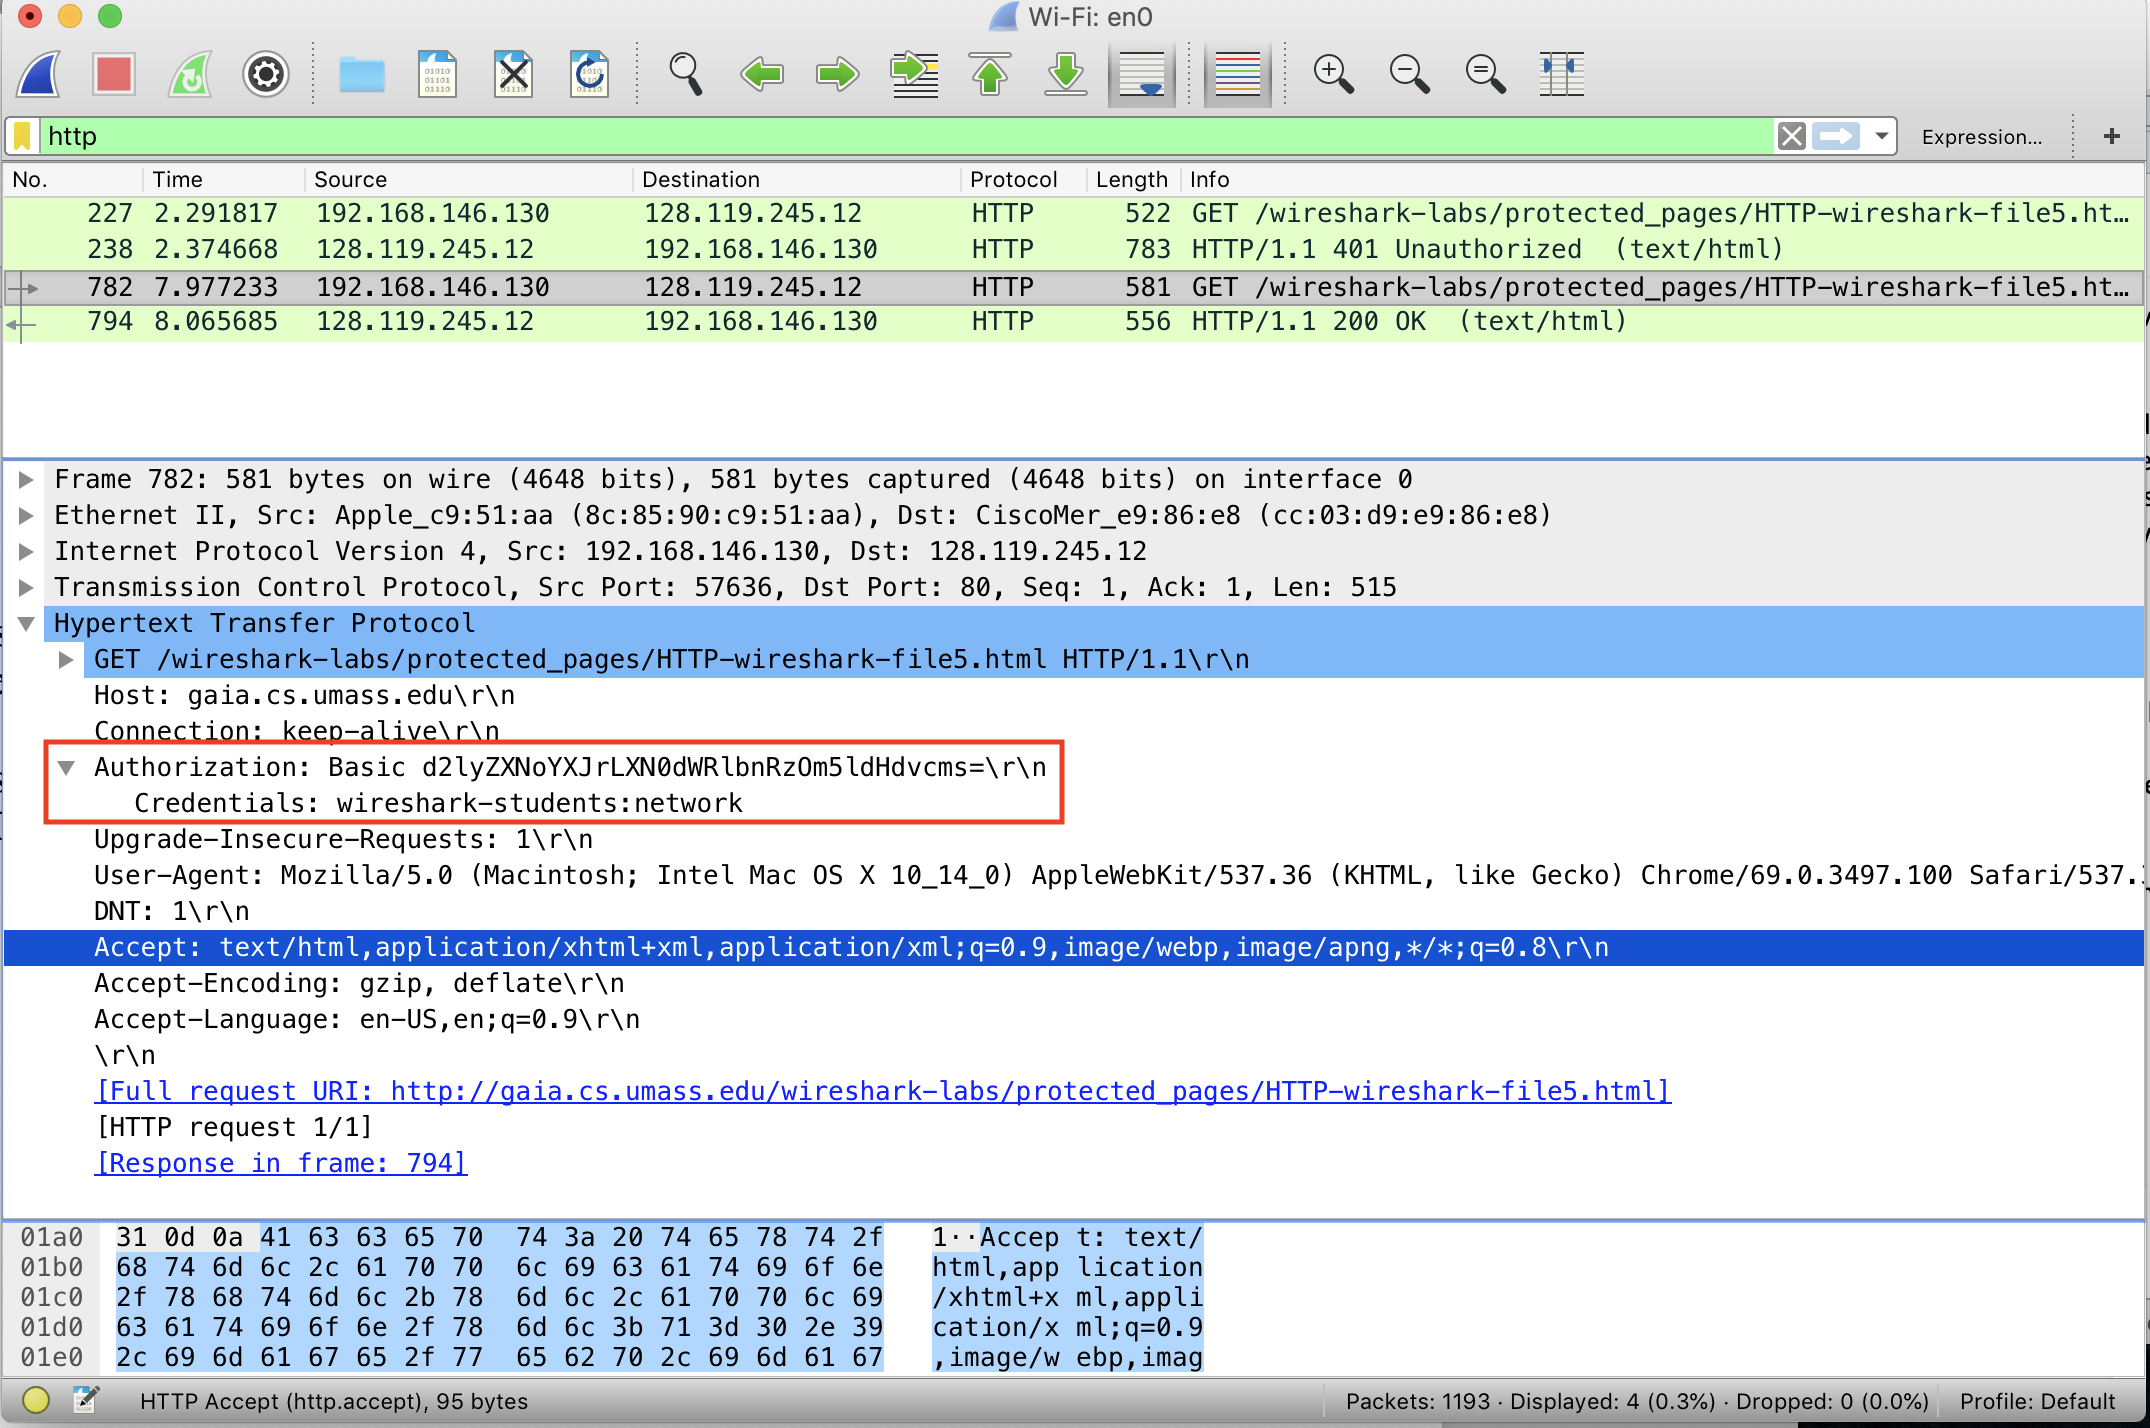 Wi-Fi: en0
http
Expression...
+
No. Time Source Destination Protocol Length Info
227 2.291817 192.168.146.130 128.119.245.12 HTTP 522 GET /wireshark-labs/protected_pages/HTTP-wireshark-file5.ht…
238 2.374668 128.119.245.12 192.168.146.130 HTTP 783 HTTP/1.1 401 Unauthorized (text/html)
782 7.977233 192.168.146.130 128.119.245.12 HTTP 581 GET /wireshark-labs/protected_pages/HTTP-wireshark-file5.ht…
794 8.065685 128.119.245.12 192.168.146.130 HTTP 556 HTTP/1.1 200 OK (text/html)
Frame 782: 581 bytes on wire (4648 bits), 581 bytes captured (4648 bits) on interface 0
Ethernet II, Src: Apple_c9:51:aa (8c:85:90:c9:51:aa), Dst: CiscoMer_e9:86:e8 (cc:03:d9:e9:86:e8)
Internet Protocol Version 4, Src: 192.168.146.130, Dst: 128.119.245.12
Transmission Control Protocol, Src Port: 57636, Dst Port: 80, Seq: 1, Ack: 1, Len: 515
Hypertext Transfer Protocol
GET /wireshark-labs/protected_pages/HTTP-wireshark-file5.html HTTP/1.1\r\n
Host: gaia.cs.umass.edu\r\n
Connection: keep-alive\r\n
Authorization: Basic d2lyZXNoYXJrLXN0dWRlbnRzOm5ldHdvcms=\r\n
Credentials: wireshark-students:network
Upgrade-Insecure-Requests: 1\r\n
User-Agent: Mozilla/5.0 (Macintosh; Intel Mac OS X 10_14_0) AppleWebKit/537.36 (KHTML, like Gecko) Chrome/69.0.3497.100 Safari/537.
DNT: 1\r\n
Accept: text/html,application/xhtml+xml,application/xml;q=0.9,image/webp,image/apng,*/*;q=0.8\r\n
Accept-Encoding: gzip, deflate\r\n
Accept-Language: en-US,en;q=0.9\r\n
\r\n
[Full request URI: http://gaia.cs.umass.edu/wireshark-labs/protected_pages/HTTP-wireshark-file5.html]
[HTTP request 1/1]
[Response in frame: 794]
01a0 31 0d 0a 41 63 63 65 70 74 3a 20 74 65 78 74 2f 1··Accep t: text/
01b0 68 74 6d 6c 2c 61 70 70 6c 69 63 61 74 69 6f 6e html,app lication
01c0 2f 78 68 74 6d 6c 2b 78 6d 6c 2c 61 70 70 6c 69 /xhtml+x ml,appli
01d0 63 61 74 69 6f 6e 2f 78 6d 6c 3b 71 3d 30 2e 39 cation/x ml;q=0.9
01e0 2c 69 6d 61 67 65 2f 77 65 62 70 2c 69 6d 61 67 ,image/w ebp,imag
HTTP Accept (http.accept), 95 bytes Packets: 1193 · Displayed: 4 (0.3%) · Dropped: 0 (0.0%) Profile: Default